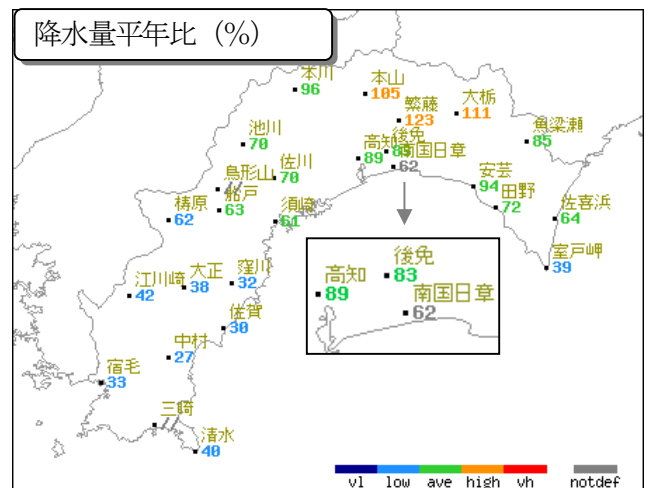 降水量平年比 (%)
本川
96
本山
105
大栃
111
繁藤
123
魚梁瀬
85
池川
70
高知
89
後免
83
南国日章
62
佐川
70
鳥形山
//
船戸
63
安芸
94
田野
72
梼原
62
須崎
61
佐喜浜
64
室戸岬
39
江川崎
42
大正
38
窪川
32
佐賀
30
中村
27
宿毛
33
三崎
//
清水
40
後免
83
高知
89
南国日章
62
vl low ave high vh notdef